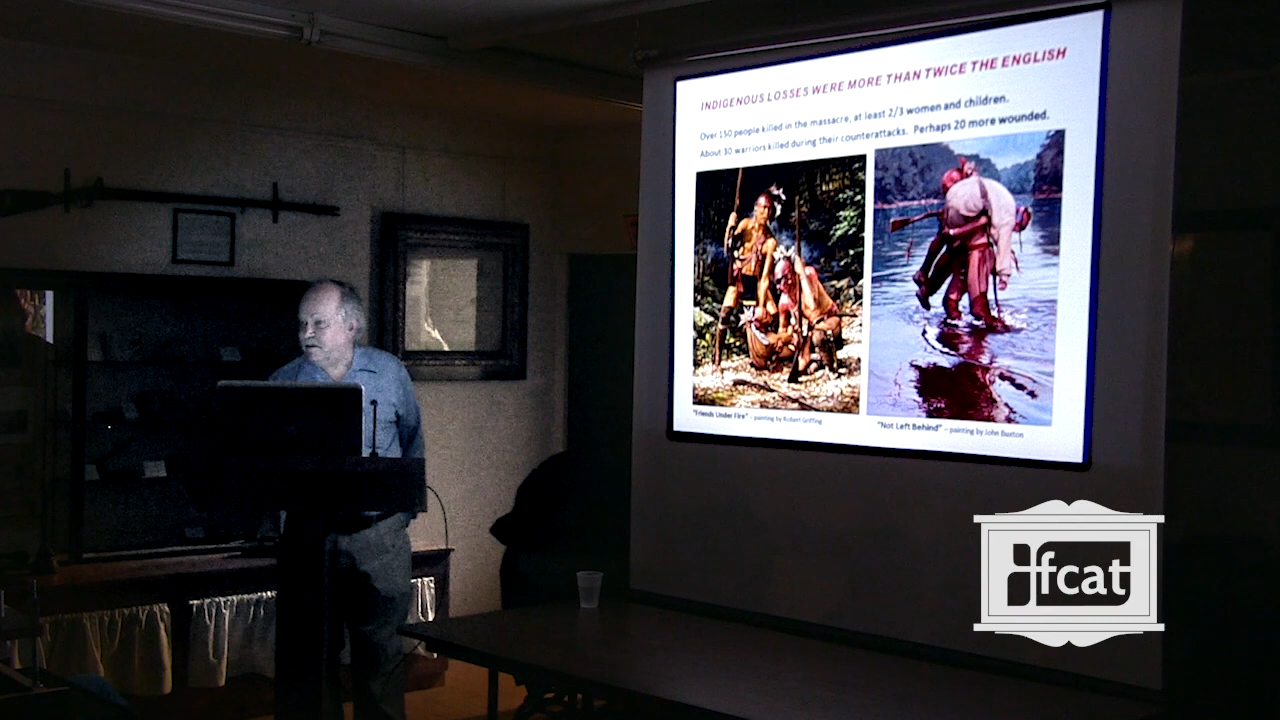 INDIGENOUS LOSSES WERE MORE THAN TWICE THE ENGLISH
Over 150 people killed in the massacre, at least 2/3 women and children.
About 30 warriors killed during their counterattacks. Perhaps 20 more wounded.
"Friends Under Fire" – painting by Robert Griffing
"Not Left Behind" – painting by John Buxton
fcat